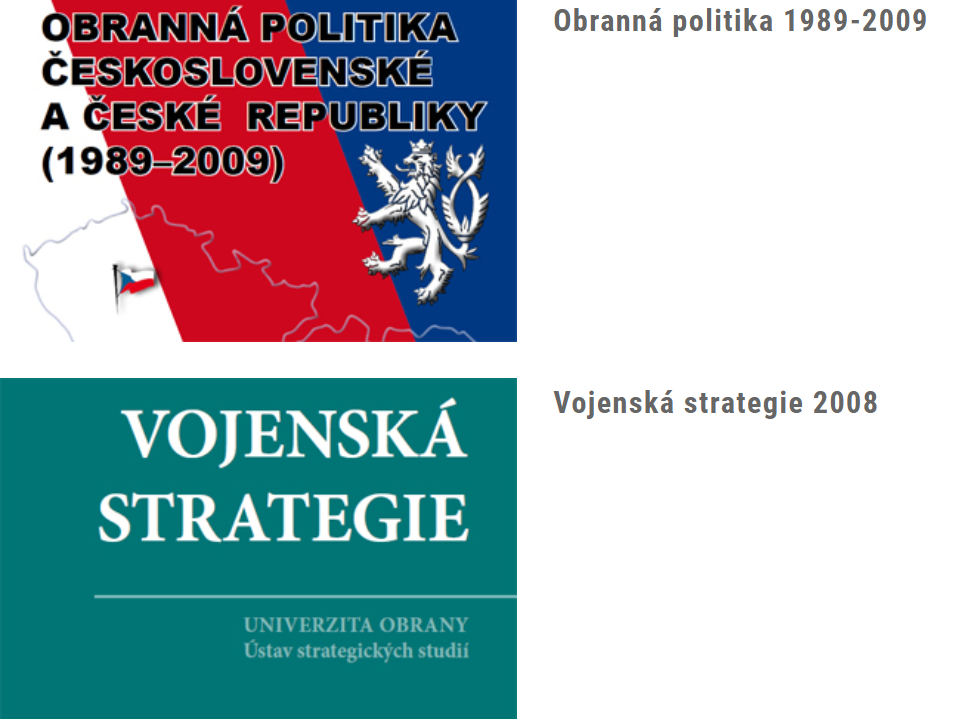 OBRANNÁ POLITIKA
ČESKOSLOVENSKÉ
A ČESKÉ REPUBLIKY
(1989–2009)
Obranná politika 1989-2009
VOJENSKÁ
STRATEGIE
UNIVERZITA OBRANY
Ústav strategických studií
Vojenská strategie 2008